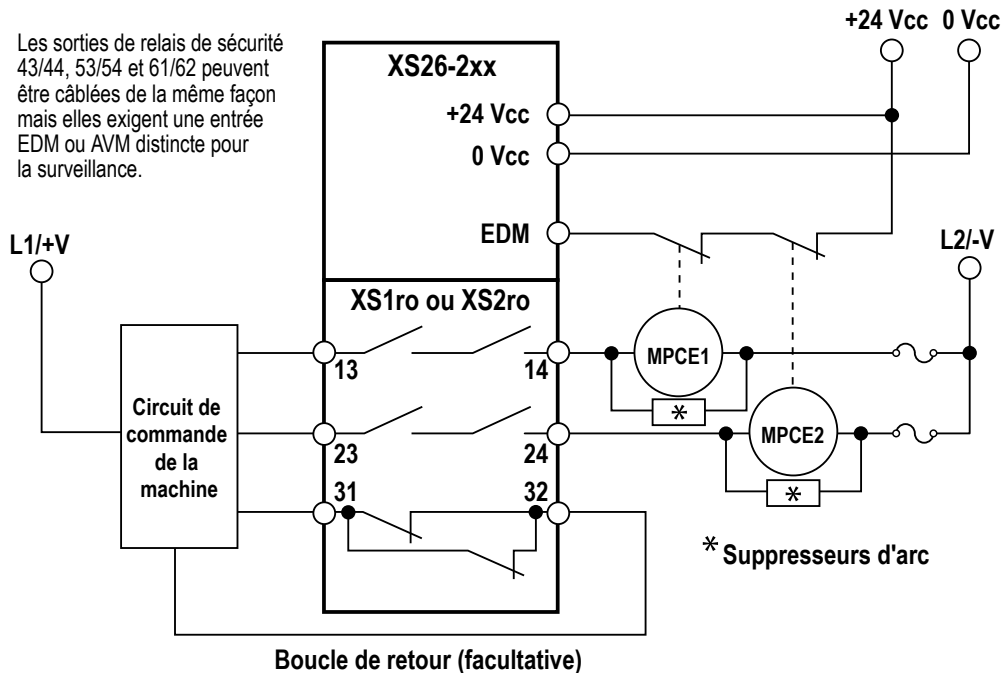 Les sorties de relais de sécurité
43/44, 53/54 et 61/62 peuvent
être câblées de la même façon
mais elles exigent une entrée
EDM ou AVM distincte pour
la surveillance.
+24 Vcc 0 Vcc
XS26-2xx
+24 Vcc
0 Vcc
EDM
L1/+V
L2/-V
XS1ro ou XS2ro
13 14
MPCE1
*
Circuit de
commande
de la
machine
23 24
MPCE2
*
31 32
* Suppresseurs d'arc
Boucle de retour (facultative)